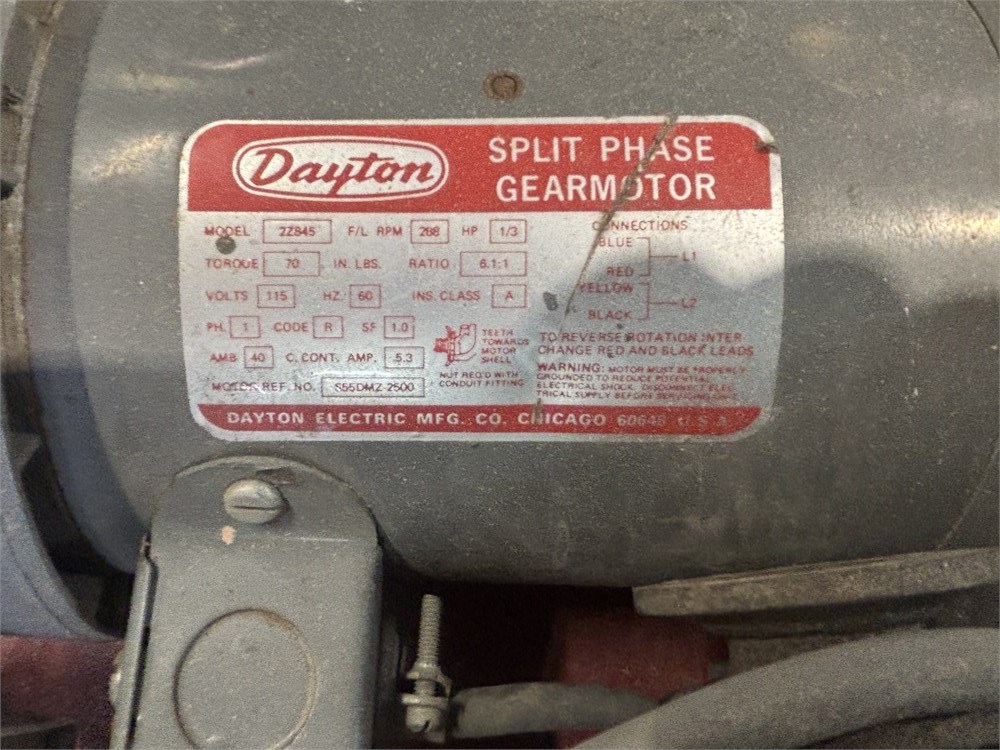 Dayton
SPLIT PHASE
GEARMOTOR
MODEL 2Z845 F/L RPM 288 HP 1/3
TORQUE 70 IN. LBS. RATIO 6.1:1
VOLTS 115 HZ. 60 INS. CLASS A
PH. 1 CODE R SF 1.0
AMB 40 C. CONT. AMP. 5.3
MOTOR REF. NO. S55DMZ-2500
TEETH
TOWARDS
MOTOR
SHELL
NUT REQ'D WITH
CONDUIT FITTING
CONNECTIONS
BLUE
L1
RED
YELLOW
L2
BLACK
TO REVERSE ROTATION INTER
CHANGE RED AND BLACK LEADS
WARNING: MOTOR MUST BE PROPERLY
GROUNDED TO REDUCE POTENTIAL
ELECTRICAL SHOCK. DISCONNECT ELEC
TRICAL SUPPLY BEFORE SERVICING UNIT
DAYTON ELECTRIC MFG. CO. CHICAGO 60648 U.S.A.